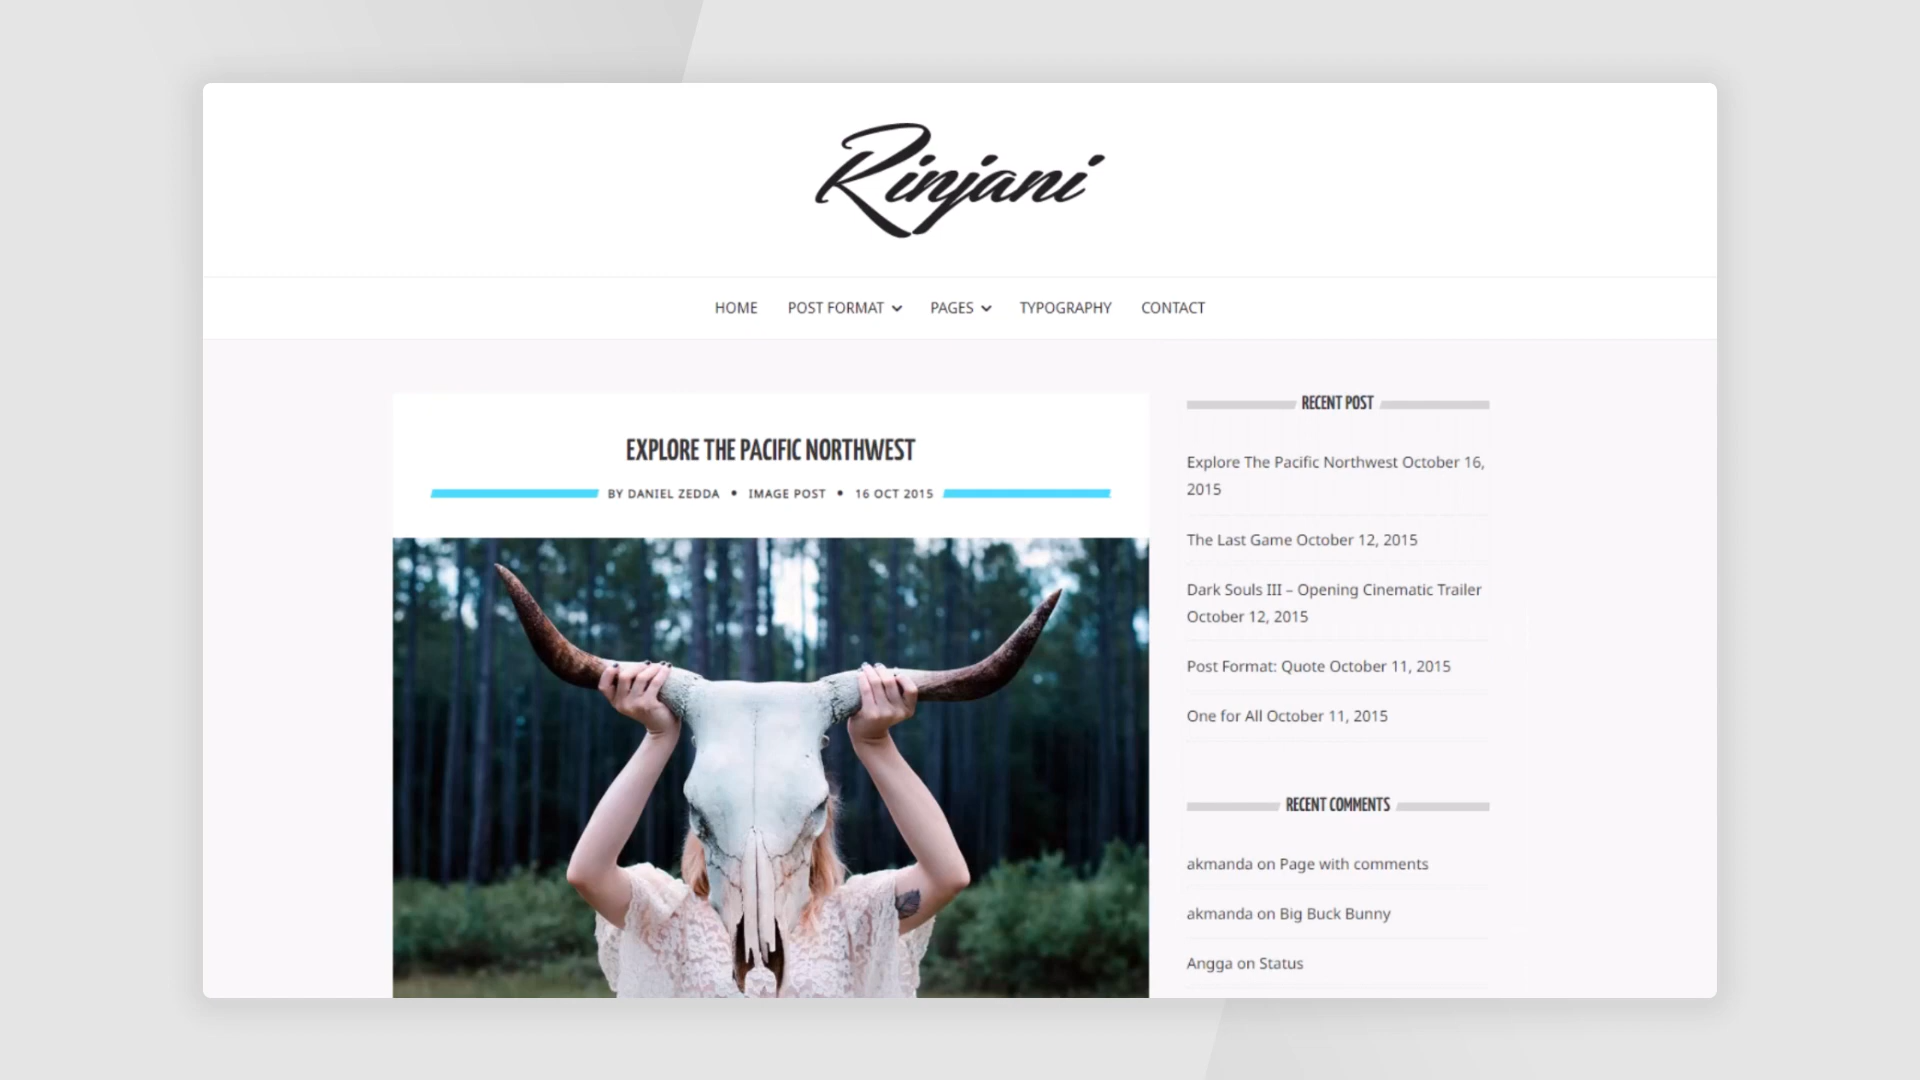 Rinjani
HOME POST FORMAT PAGES TYPOGRAPHY CONTACT
EXPLORE THE PACIFIC NORTHWEST
BY DANIEL ZEDDA • IMAGE POST • 16 OCT 2015
RECENT POST
Explore The Pacific Northwest October 16,
2015
The Last Game October 12, 2015
Dark Souls III – Opening Cinematic Trailer
October 12, 2015
Post Format: Quote October 11, 2015
One for All October 11, 2015
RECENT COMMENTS
akmanda on Page with comments
akmanda on Big Buck Bunny
Angga on Status